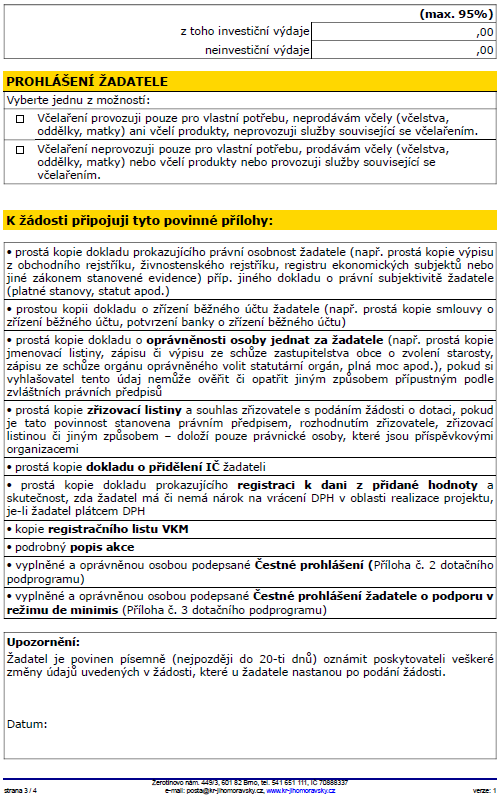 (max. 95%)
z toho investiční výdaje ,00
neinvestiční výdaje ,00
PROHLÁŠENÍ ŽADATELE
Vyberte jednu z možností:
Včelaření provozuji pouze pro vlastní potřebu, neprodávám včely (včelstva,
oddělky, matky) ani včelí produkty, neprovozuji služby související se včelařením.
Včelaření neprovozuji pouze pro vlastní potřebu, prodávám včely (včelstva,
oddělky, matky) nebo včelí produkty nebo provozuji služby související se
včelařením.
K žádosti připojuji tyto povinné přílohy:
• prostá kopie dokladu prokazujícího právní osobnost žadatele (např. prostá kopie výpisu
z obchodního rejstříku, živnostenského rejstříku, registru ekonomických subjektů nebo
jiné zákonem stanovené evidence) příp. jiného dokladu o právní subjektivitě žadatele
(platné stanovy, statut apod.)
• prostou kopii dokladu o zřízení běžného účtu žadatele (např. prostá kopie smlouvy o
zřízení běžného účtu, potvrzení banky o zřízení běžného účtu)
• prostá kopie dokladu o oprávněnosti osoby jednat za žadatele (např. prostá kopie
jmenovací listiny, zápisu či výpisu ze schůze zastupitelstva obce o zvolení starosty,
zápisu ze schůze orgánu oprávněného volit statutární orgán, plná moc apod.), pokud si
vyhlašovatel tento údaj nemůže ověřit či opatřit jiným způsobem přípustným podle
zvláštních právních předpisů
• prostá kopie zřizovací listiny a souhlas zřizovatele s podáním žádosti o dotaci, pokud
je tato povinnost stanovena právním předpisem, rozhodnutím zřizovatele, zřizovací
listinou či jiným způsobem – doloží pouze právnické osoby, které jsou příspěvkovými
organizacemi
• prostá kopie dokladu o přidělení IČ žadateli
• prostá kopie dokladu prokazujícího registraci k dani z přidané hodnoty a
skutečnost, zda žadatel má či nemá nárok na vrácení DPH v oblasti realizace projektu,
je-li žadatel plátcem DPH
• kopie registračního listu VKM
• podrobný popis akce
• vyplněné a oprávněnou osobou podepsané Čestné prohlášení (Příloha č. 2 dotačního
podprogramu)
• vyplněné a oprávněnou osobou podepsané Čestné prohlášení žadatele o podporu v
režimu de minimis (Příloha č. 3 dotačního podprogramu)
Upozornění:
Žadatel je povinen písemně (nejpozději do 20-ti dnů) oznámit poskytovateli veškeré
změny údajů uvedených v žádosti, které u žadatele nastanou po podání žádosti.
Datum:
Žerotínovo nám. 449/3, 601 82 Brno, tel. 541 651 111, IČ 70888337
strana 3 / 4 e-mail: posta@kr-jihomoravsky.cz, www.kr-jihomoravsky.cz verze: 1